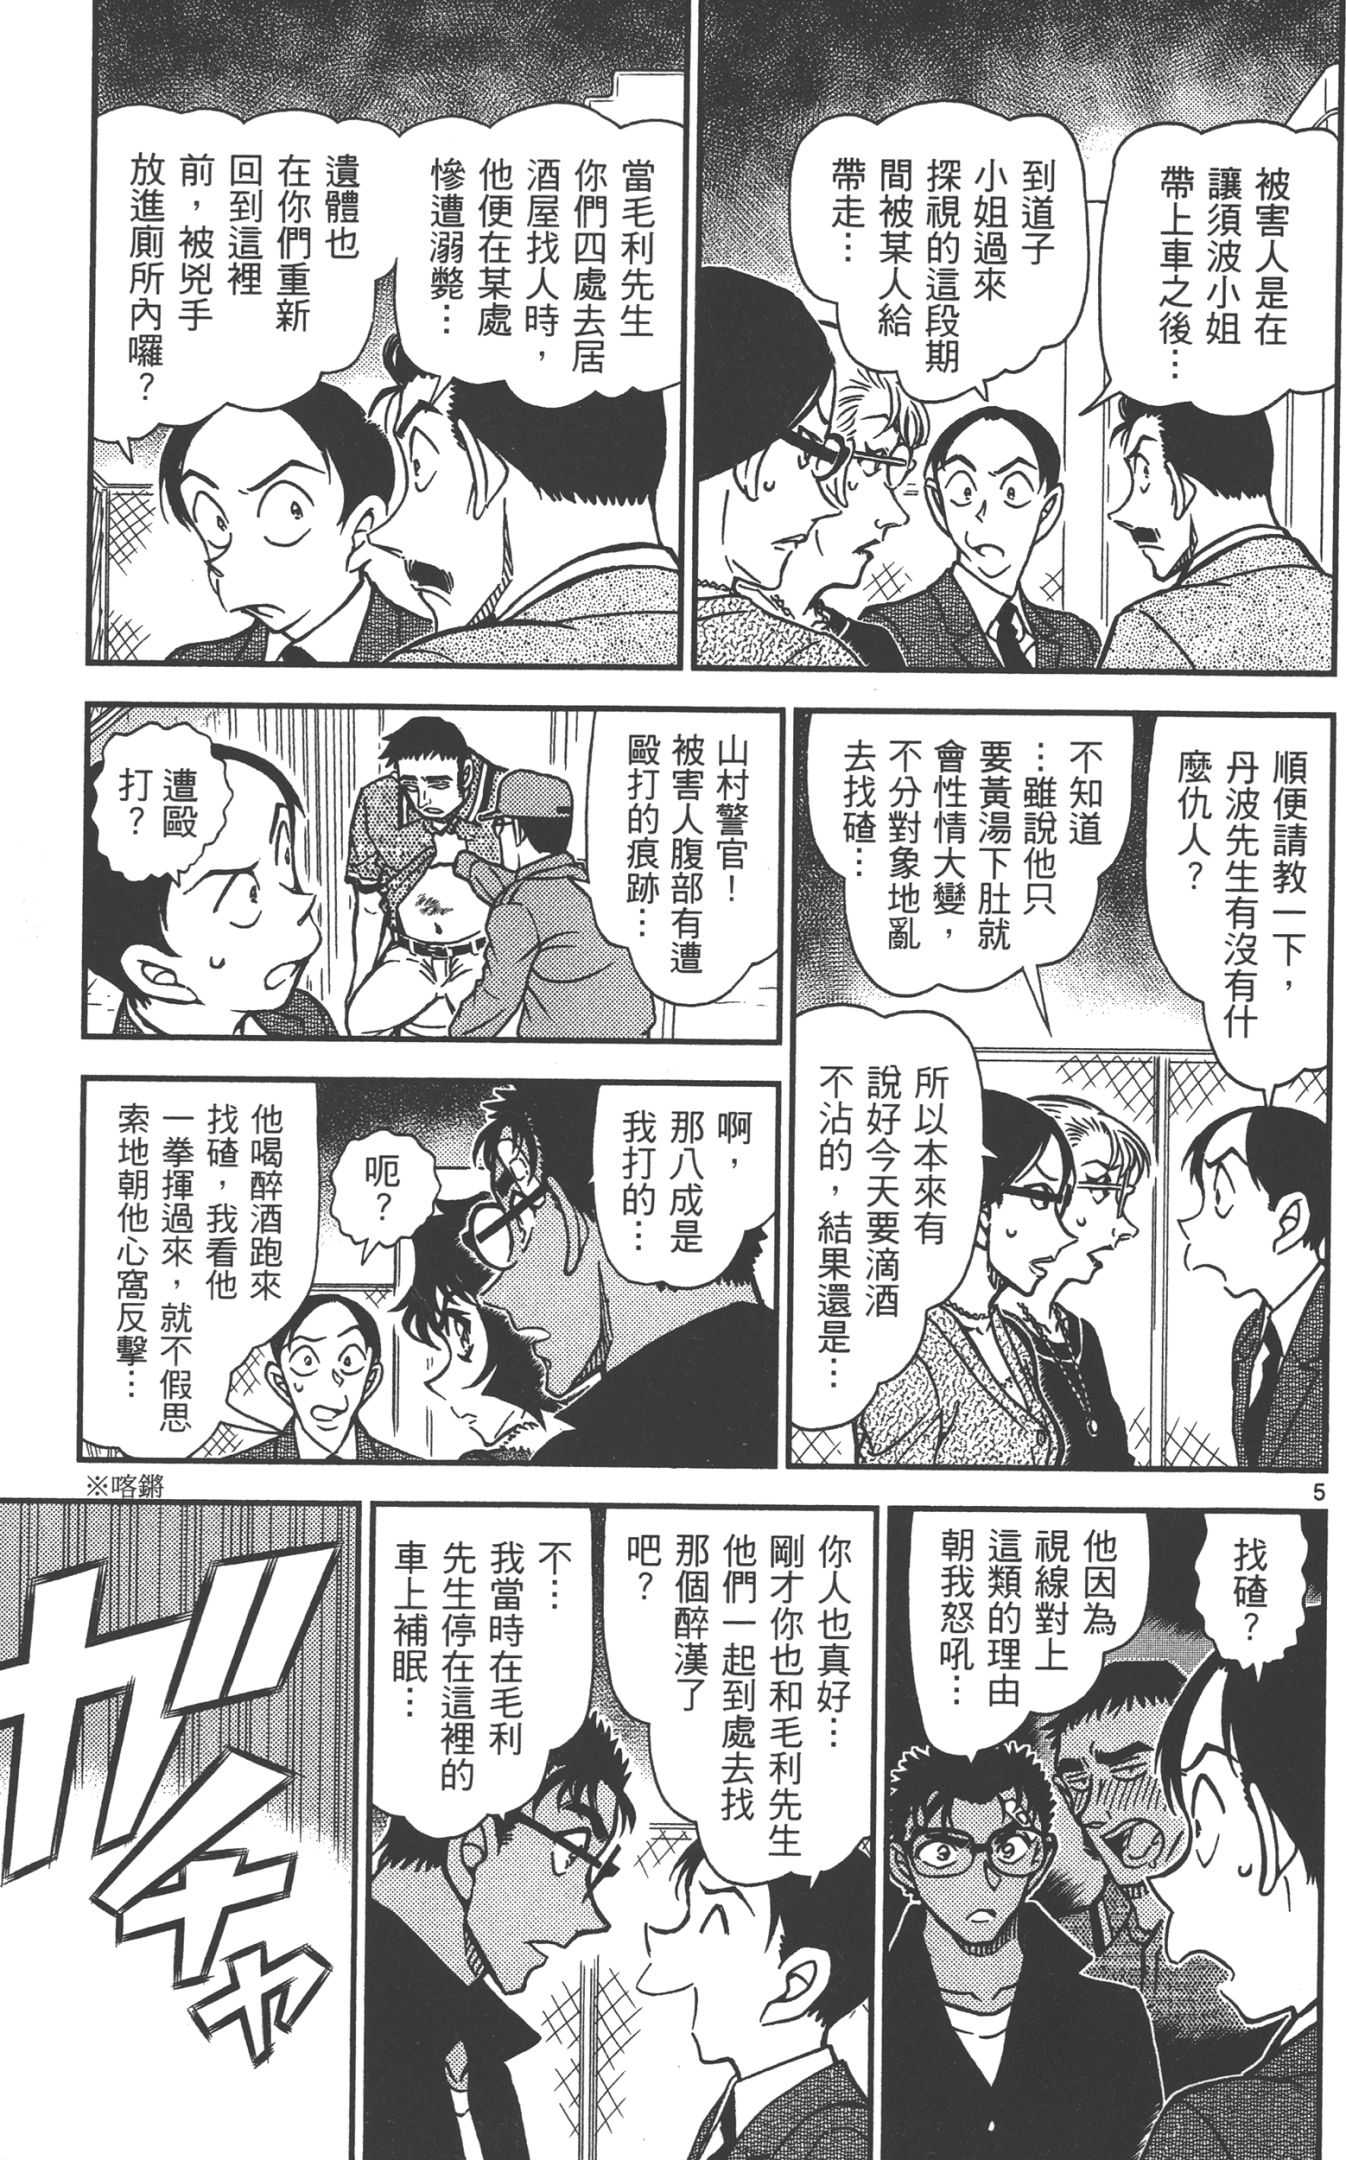 被害人是在
讓須波小姐
帶上車之後…
到道子
小姐過來
探視的這段期
間被某人給
帶走…
當毛利先生
你們四處去居
酒屋找人時，
他便在某處
慘遭溺斃…
遺體也
在你們重新
回到這裡
前，被兇手
放進廁所內囉？
順便請教一下，
丹波先生有沒有什
麼仇人？
不知道
…雖說他只
要黃湯下肚就
會性情大變，
不分對象地亂
去找碴…
所以本來有
說好今天要滴酒
不沾的，結果還是…
山村警官！
被害人腹部有遭
毆打的痕跡…
遭毆
打？
啊，
那八成是
我打的…
呃？
他喝醉酒跑來
找碴，我看他
一拳揮過來，就不假思
索地朝他心窩反擊…
5
找碴？
他因為
視線對上
這類的理由
朝我怒吼…
你人也真好…
剛才你也和毛利先生
他們一起到處去找
那個醉漢了
吧？
不…
我當時在毛利
先生停在這裡的
車上補眠…
※喀鏘
ガチャ